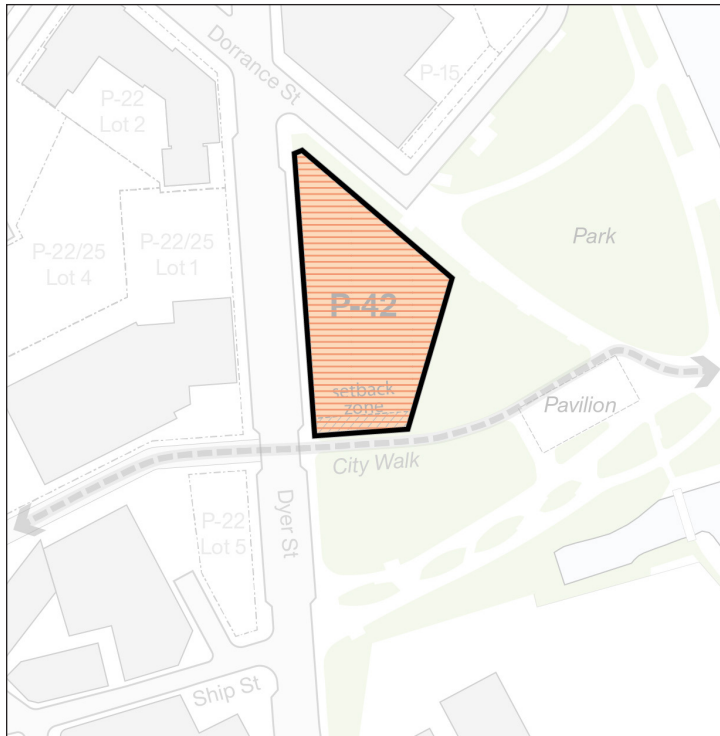 Dorrance St
P-15
P-22
Lot 2
P-22/25
Lot 4
P-22/25
Lot 1
Park
P-42
setback
zone
Pavilion
City Walk
P-22
Lot 5
Dyer St
Ship St